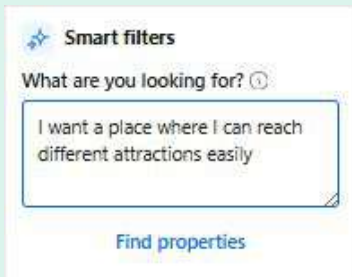 Smart filters
What are you looking for?
I want a place where I can reach
different attractions easily
Find properties